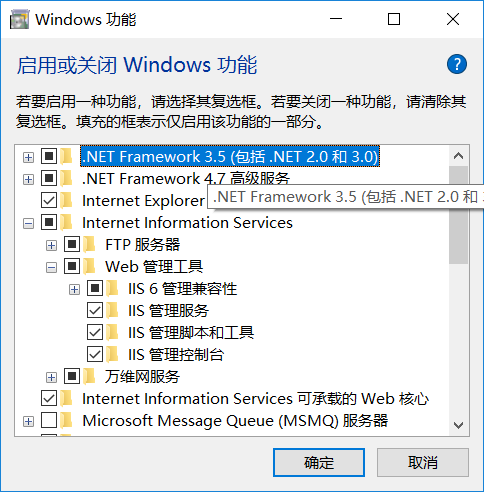 Windows 功能
启用或关闭 Windows 功能
?
若要启用一种功能，请选择其复选框。若要关闭一种功能，请清除其
复选框。填充的框表示仅启用该功能的一部分。
.NET Framework 3.5 (包括 .NET 2.0 和 3.0)
.NET Framework 4.7 高级服务
Internet Explorer
.NET Framework 3.5 (包括 .NET 2.0 和
Internet Information Services
FTP 服务器
Web 管理工具
IIS 6 管理兼容性
IIS 管理服务
IIS 管理脚本和工具
IIS 管理控制台
万维网服务
Internet Information Services 可承载的 Web 核心
Microsoft Message Queue (MSMQ) 服务器
确定
取消